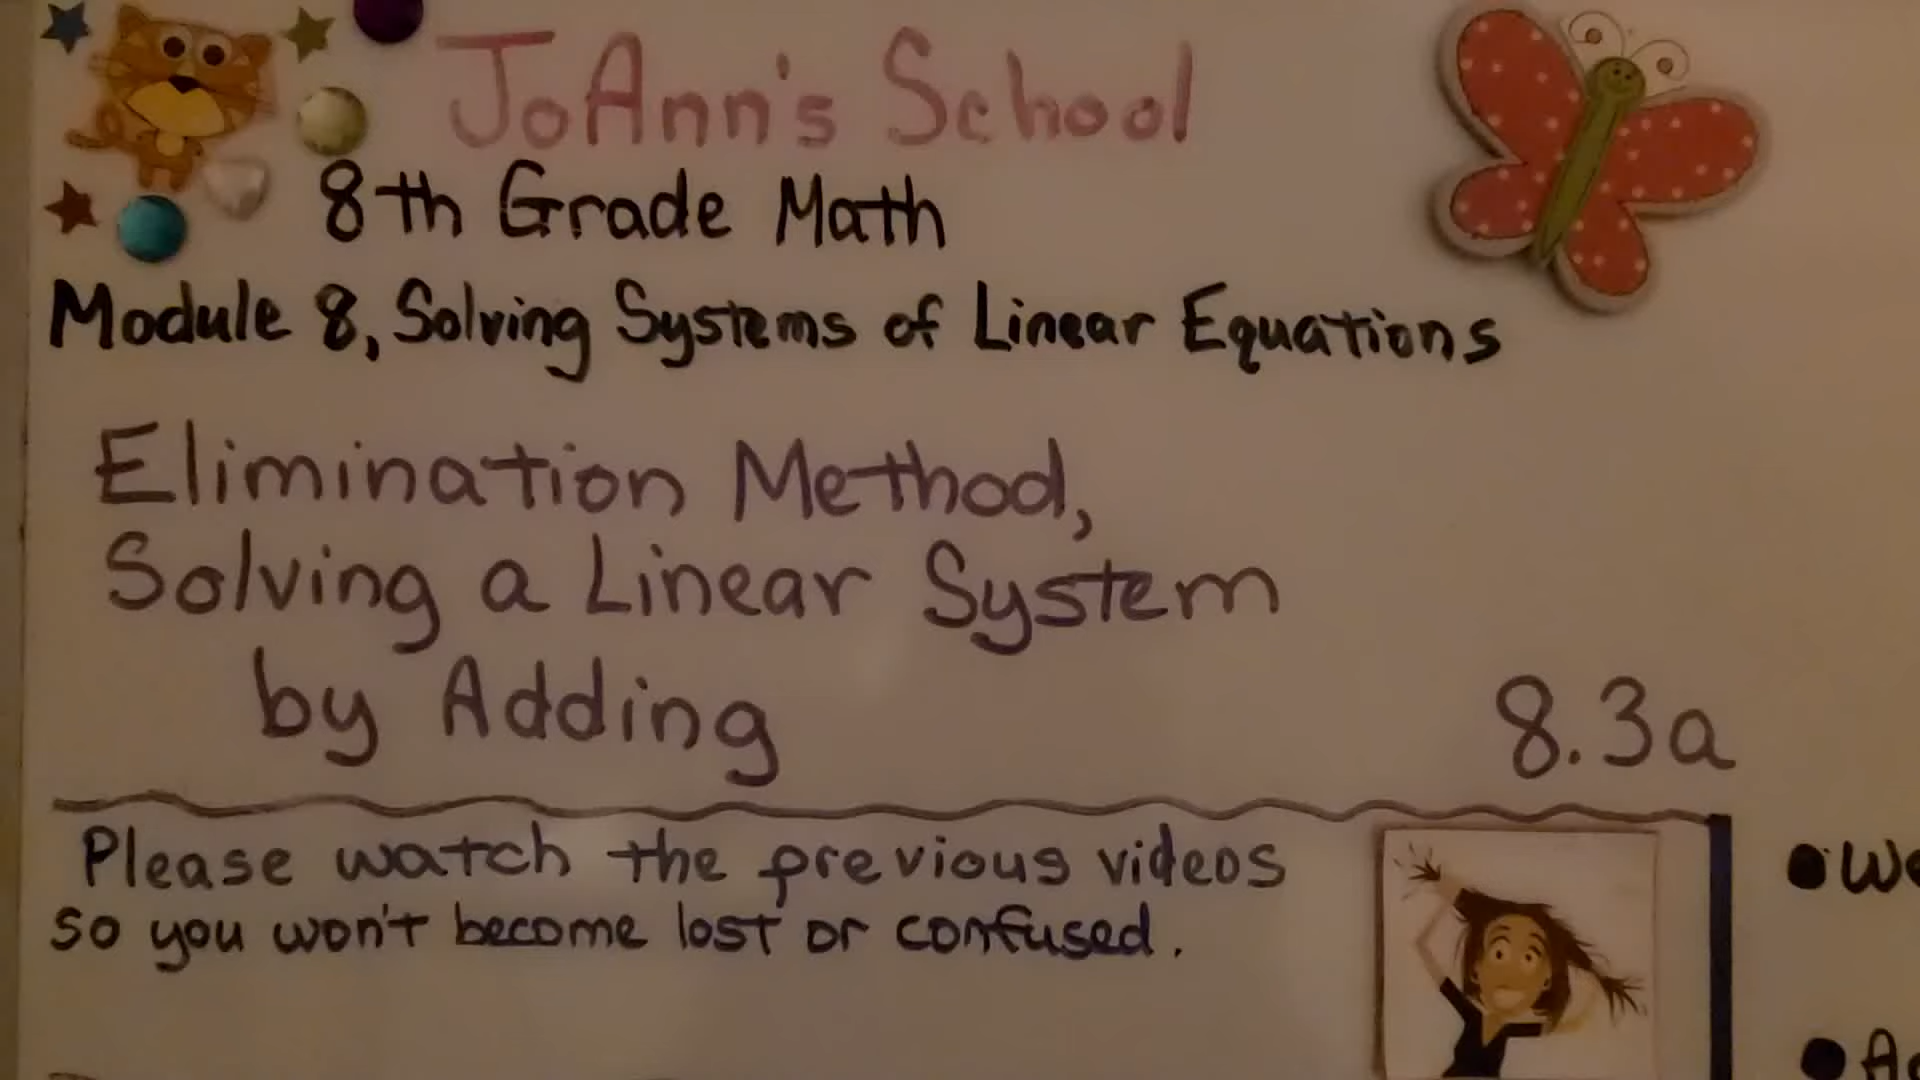 JoAnn's School
8th Grade Math
Module 8, Solving Systems of Linear Equations
Elimination Method,
Solving a Linear System
by Adding
8.3a
Please watch the previous videos
so you won't become lost or confused.